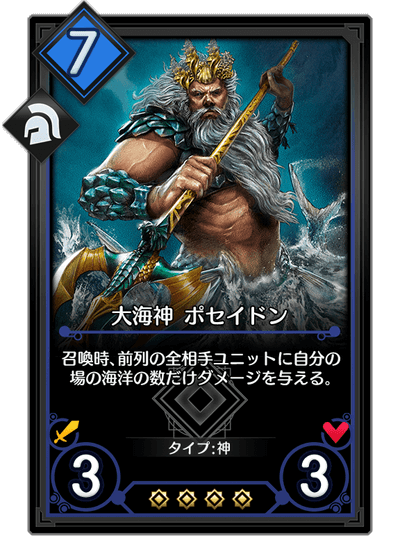 7
大海神 ポセイドン
召喚時、前列の全相手ユニットに自分の
場の海洋の数だけダメージを与える。
タイプ:神
3
3